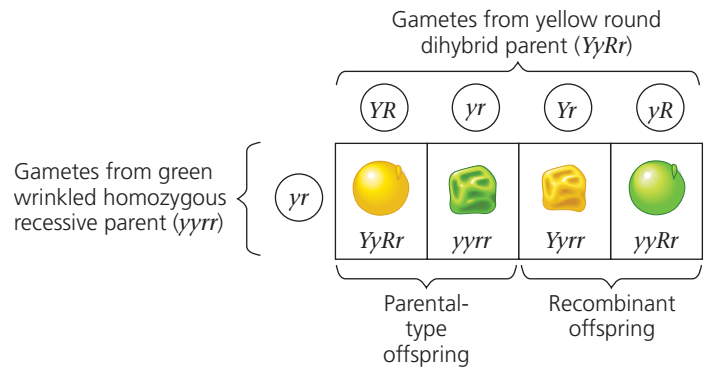 Gametes from yellow round
dihybrid parent (YyRr)
YR
yr
Yr
yR
Gametes from green
wrinkled homozygous
recessive parent (yyrr)
yr
YyRr
yyrr
Yyrr
yyRr
Parental-
type
offspring
Recombinant
offspring